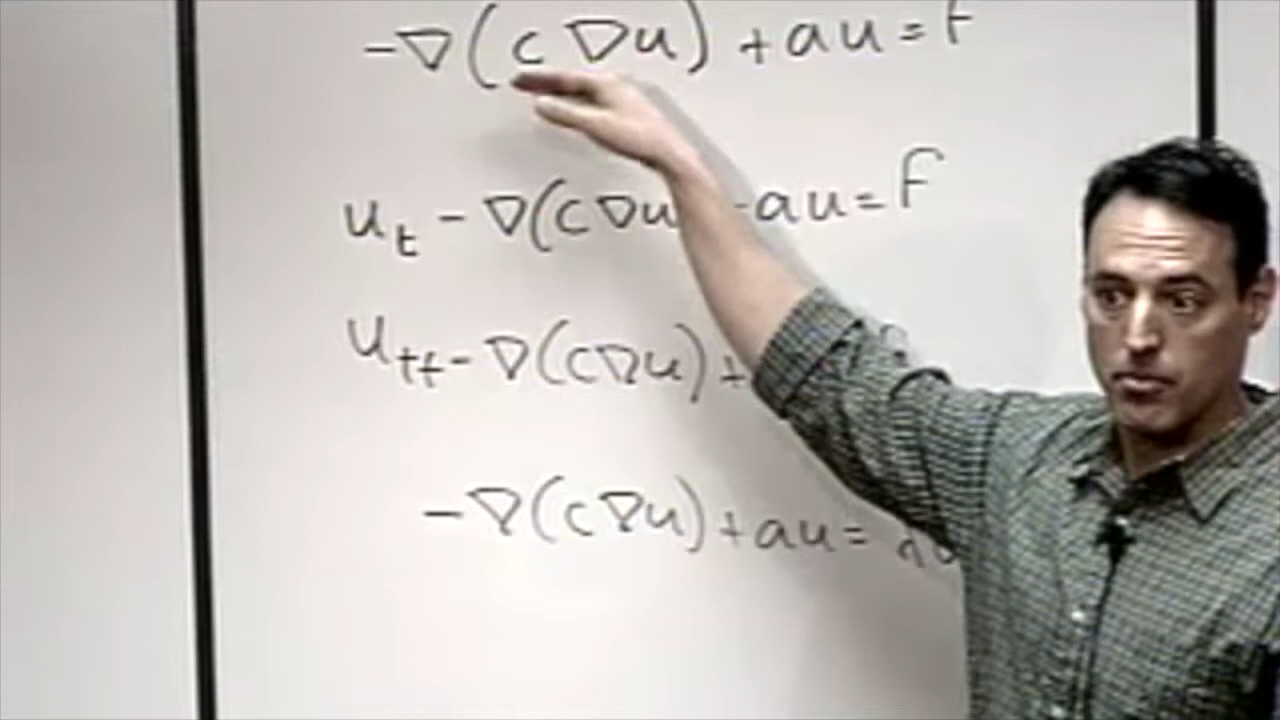 -∇(c∇u)+au=f
u_t-∇(c∇u -au=f
u_tt-∇(c∇u)+
-∇(c∇u)+au=